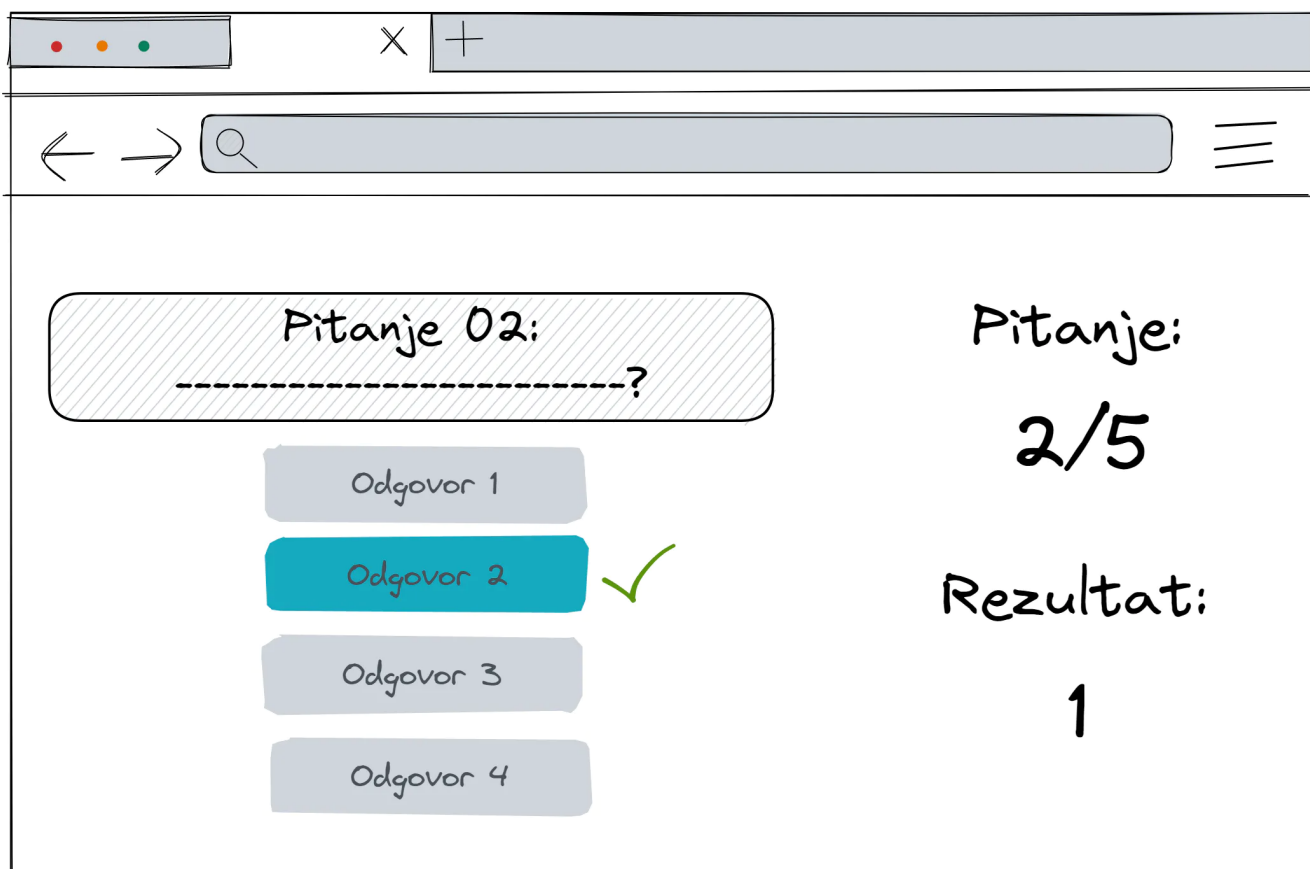 Pitanje 02:
------------------------?
Odgovor 1
Odgovor 2
Odgovor 3
Odgovor 4
Pitanje:
2/5
Rezultat:
1